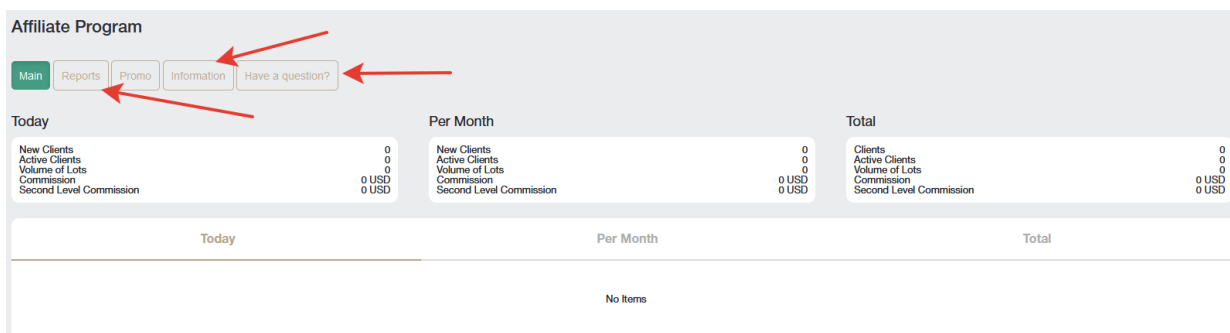 Affiliate Program
Main Reports Promo Information Have a question?
Today
New Clients 0
Active Clients 0
Volume of Lots 0
Commission 0 USD
Second Level Commission 0 USD
Per Month
New Clients 0
Active Clients 0
Volume of Lots 0
Commission 0 USD
Second Level Commission 0 USD
Total
Clients 0
Active Clients 0
Volume of Lots 0
Commission 0 USD
Second Level Commission 0 USD
Today Per Month Total
No Items